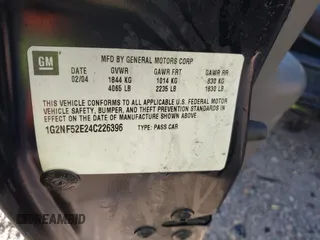 GM
MFD BY GENERAL MOTORS CORP
DATE GVWR GAWR FRT GAWR RR
02/04 1844 KG 1014 KG 830 KG
4065 LB 2235 LB 1830 LB
THIS VEHICLE CONFORMS TO ALL APPLICABLE U.S. FEDERAL MOTOR
VEHICLE SAFETY, BUMPER, AND THEFT PREVENTION STANDARDS
IN EFFECT ON THE DATE OF MANUFACTURE SHOWN ABOVE.
1G2NF52E24C226396 TYPE: PASS CAR
© IDREAMBID